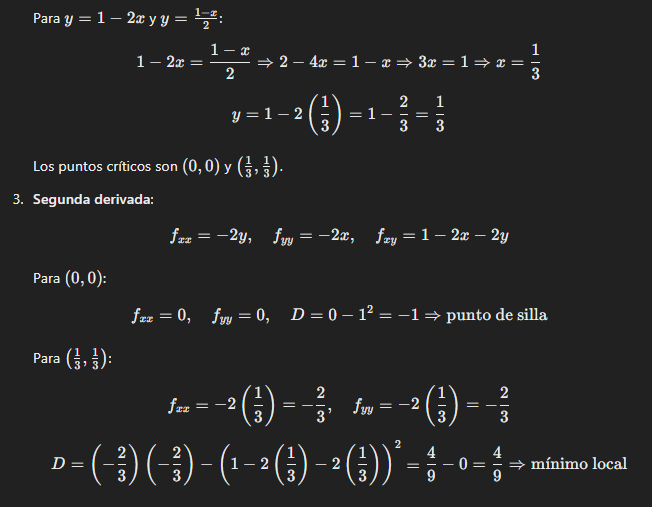 Para y = 1 − 2x y y = (1−x)/2:
1 − 2x = (1 − x)/2 ⇒ 2 − 4x = 1 − x ⇒ 3x = 1 ⇒ x = 1/3
y = 1 − 2(1/3) = 1 − 2/3 = 1/3
Los puntos críticos son (0, 0) y (1/3, 1/3).
3. Segunda derivada:
f_xx = −2y, f_yy = −2x, f_xy = 1 − 2x − 2y
Para (0, 0):
f_xx = 0, f_yy = 0, D = 0 − 1² = −1 ⇒ punto de silla
Para (1/3, 1/3):
f_xx = −2(1/3) = −2/3, f_yy = −2(1/3) = −2/3
D = (−2/3)(−2/3) − (1 − 2(1/3) − 2(1/3))² = 4/9 − 0 = 4/9 ⇒ mínimo local